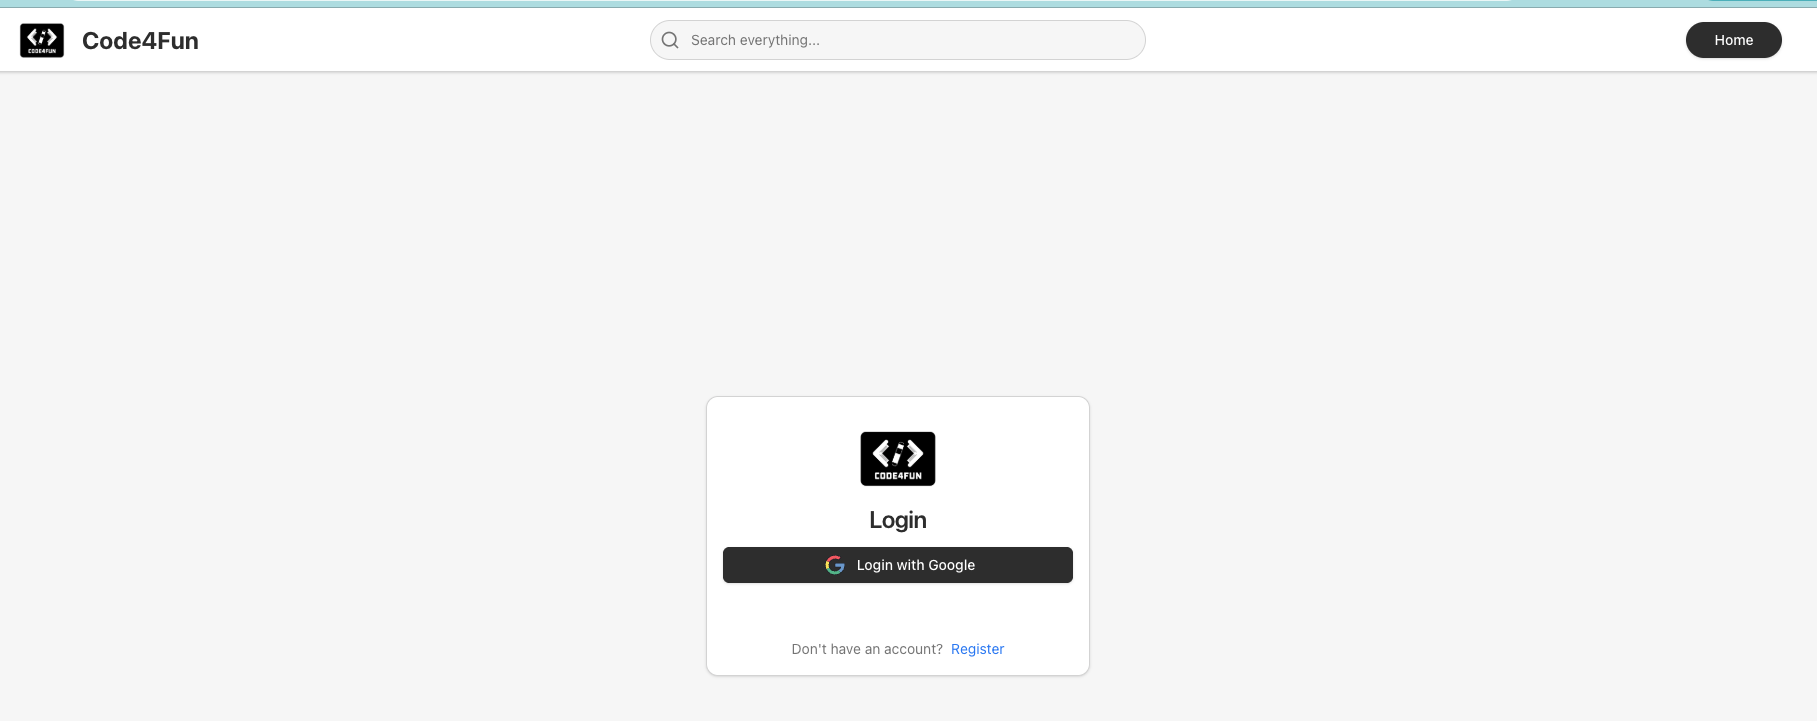 CODE4FUN
Code4Fun
Search everything...
Home
CODE4FUN
Login
Login with Google
Don't have an account? Register